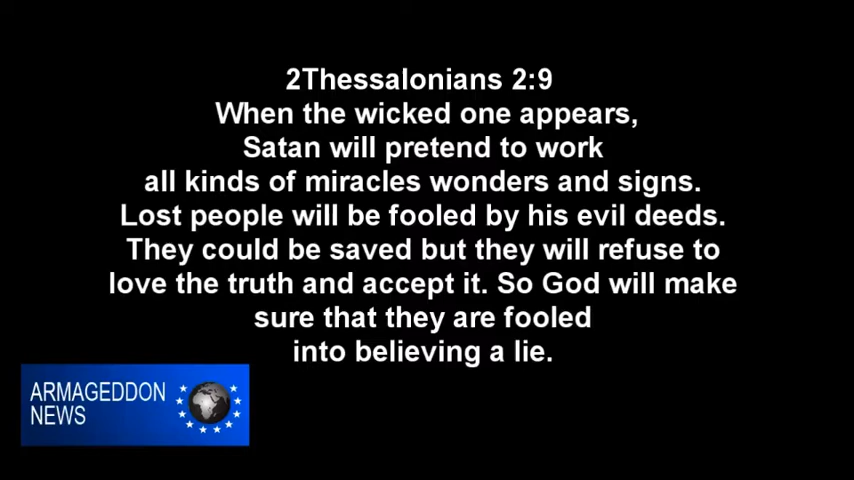 2Thessalonians 2:9
When the wicked one appears,
Satan will pretend to work
all kinds of miracles wonders and signs.
Lost people will be fooled by his evil deeds.
They could be saved but they will refuse to
love the truth and accept it. So God will make
sure that they are fooled
into believing a lie.
ARMAGEDDON
NEWS